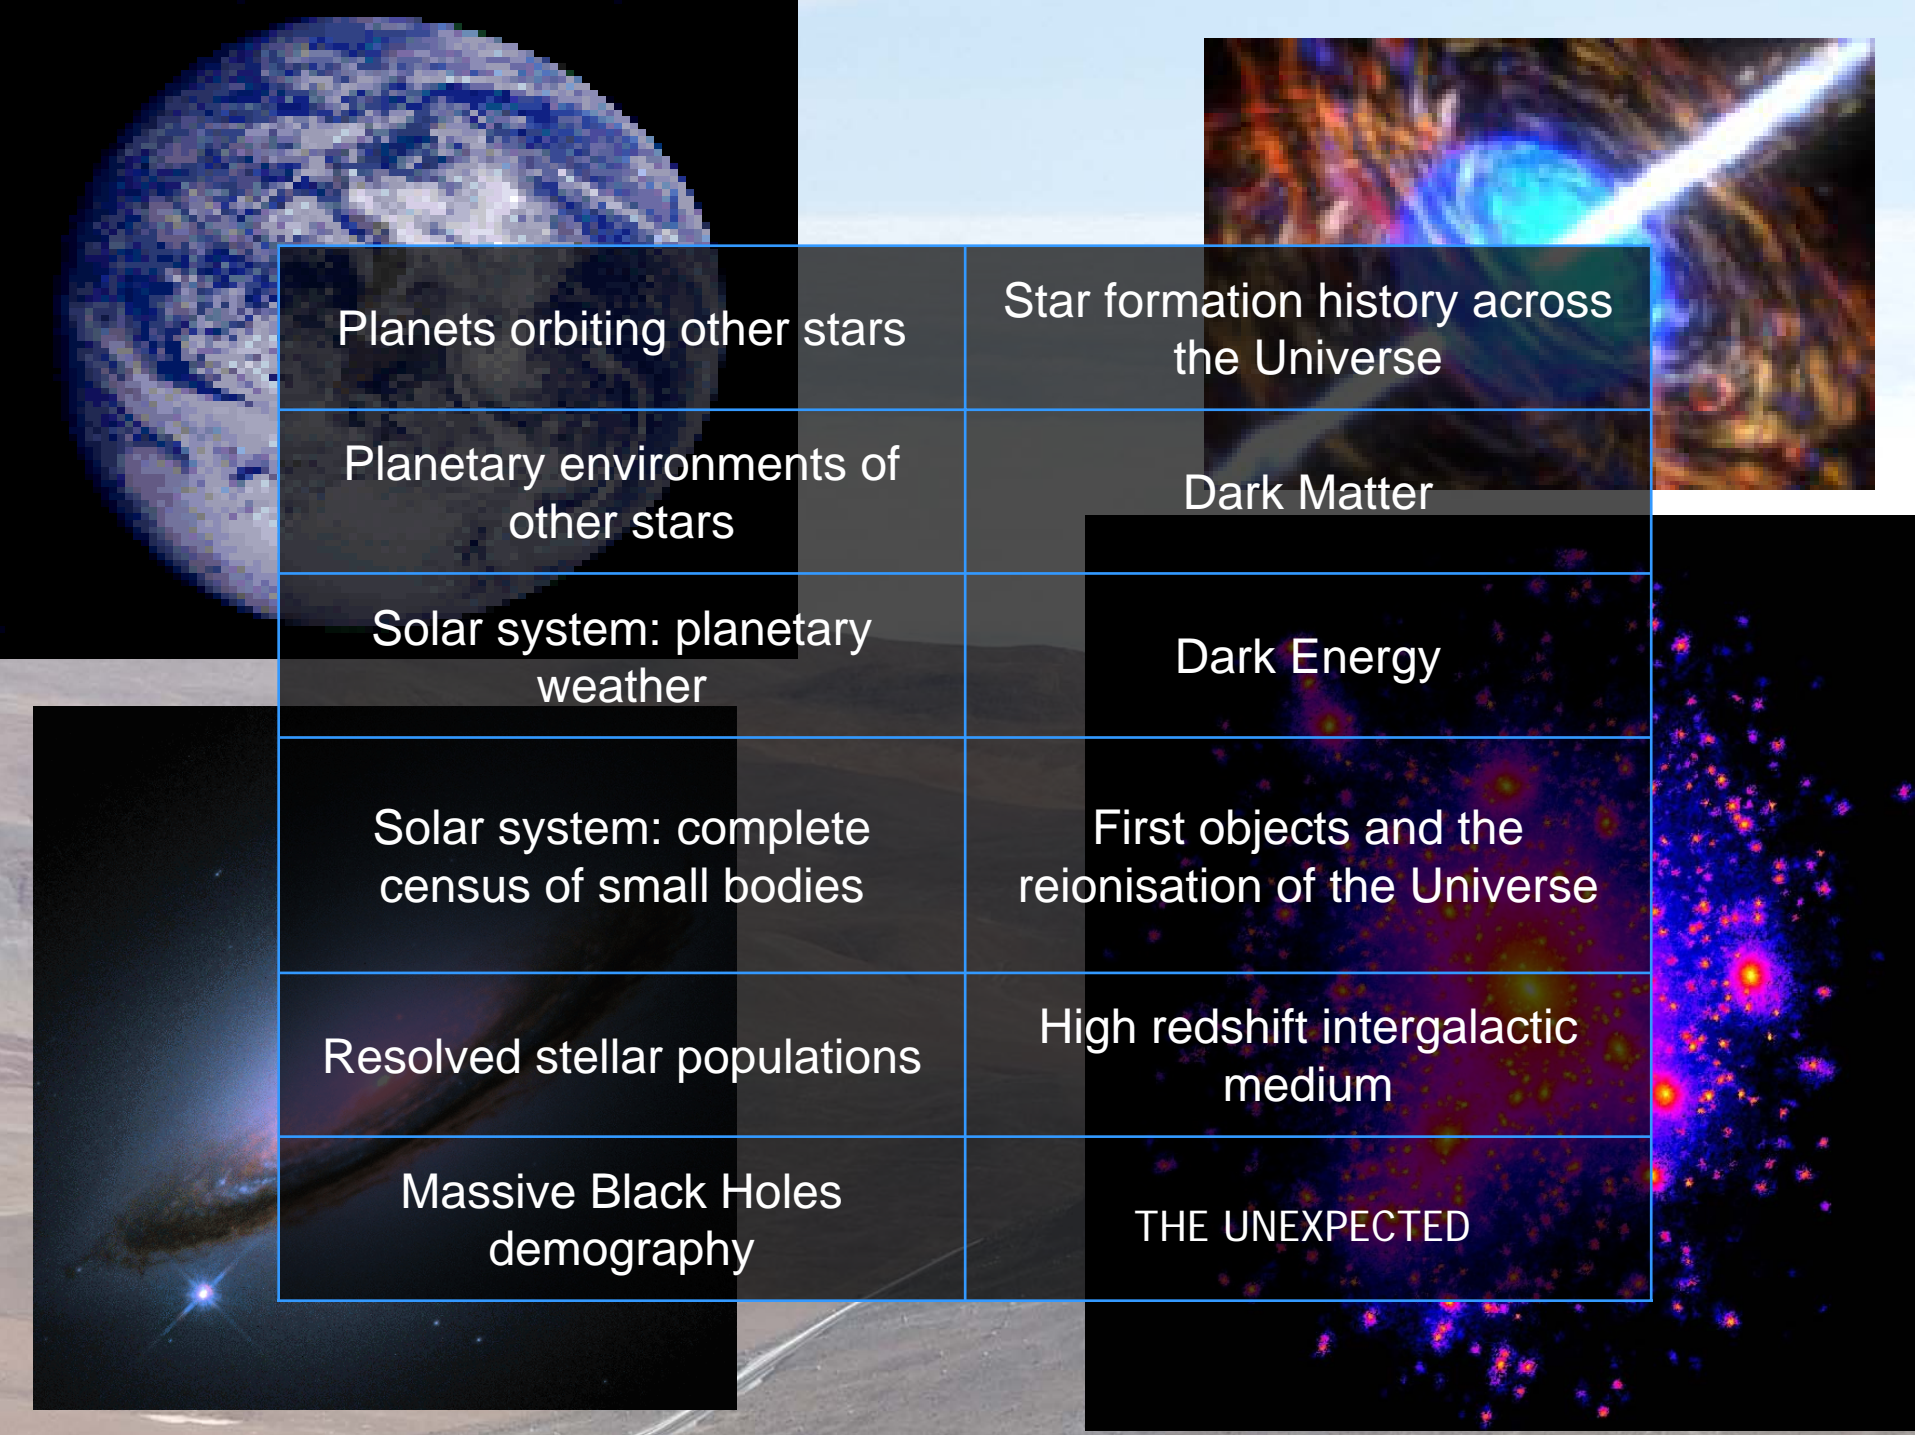 Planets orbiting other stars
Star formation history across
the Universe
Planetary environments of
other stars
Dark Matter
Solar system: planetary
weather
Dark Energy
Solar system: complete
census of small bodies
First objects and the
reionisation of the Universe
Resolved stellar populations
High redshift intergalactic
medium
Massive Black Holes
demography
THE UNEXPECTED